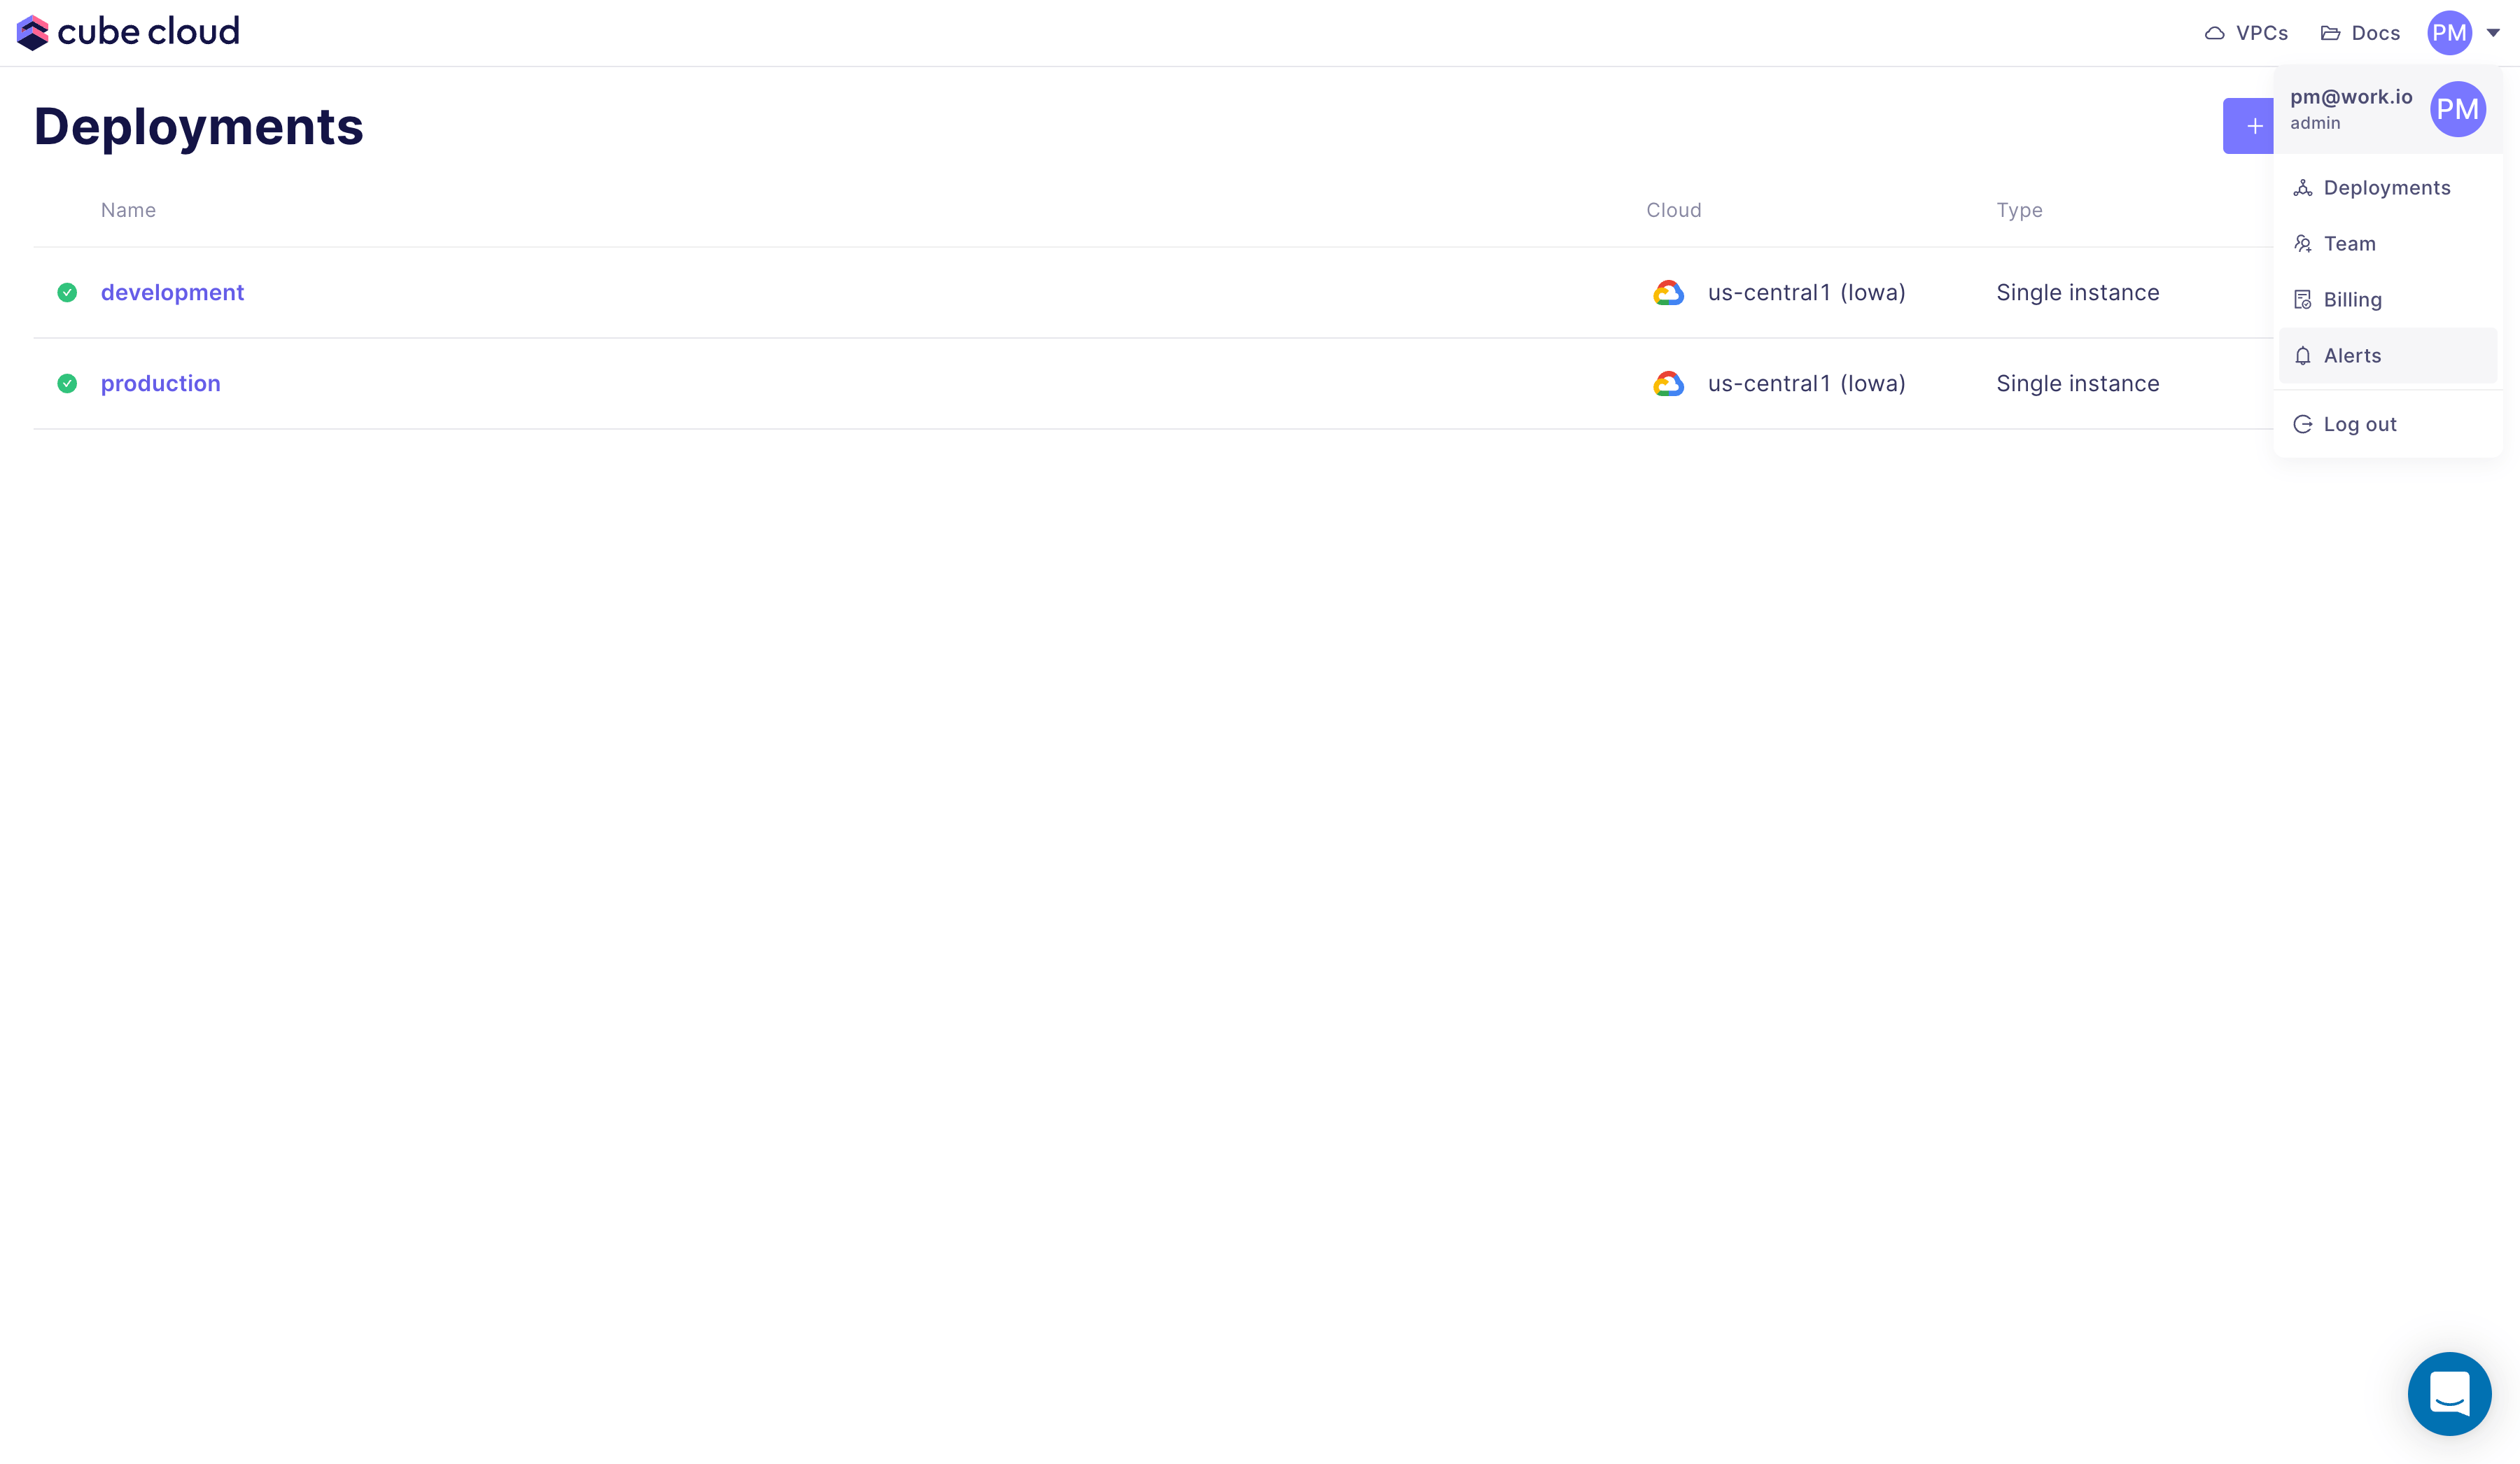 cube cloud
VPCs
Docs
PM
pm@work.io
admin
PM
Deployments
Name
Cloud
Type
development
us-central1 (Iowa)
Single instance
production
us-central1 (Iowa)
Single instance
Deployments
Team
Billing
Alerts
Log out